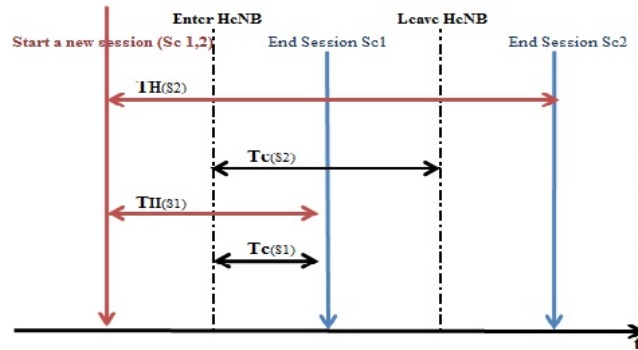 Enter HeNB
Leave HeNB
Start a new session (Sc 1,2)
End Session Sc1
End Session Sc2
TH(S2)
Tc(S2)
TH(S1)
Tc(S1)
t